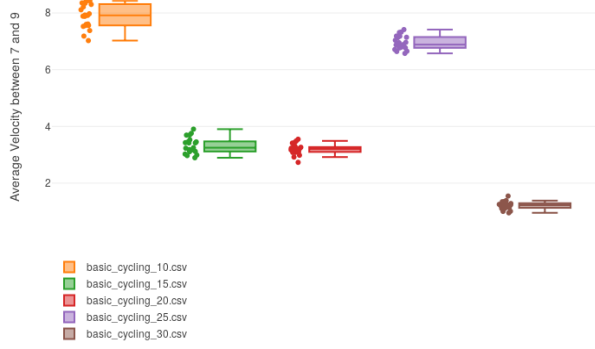 Average Velocity between 7 and 9
8
6
4
2
basic_cycling_10.csv
basic_cycling_15.csv
basic_cycling_20.csv
basic_cycling_25.csv
basic_cycling_30.csv